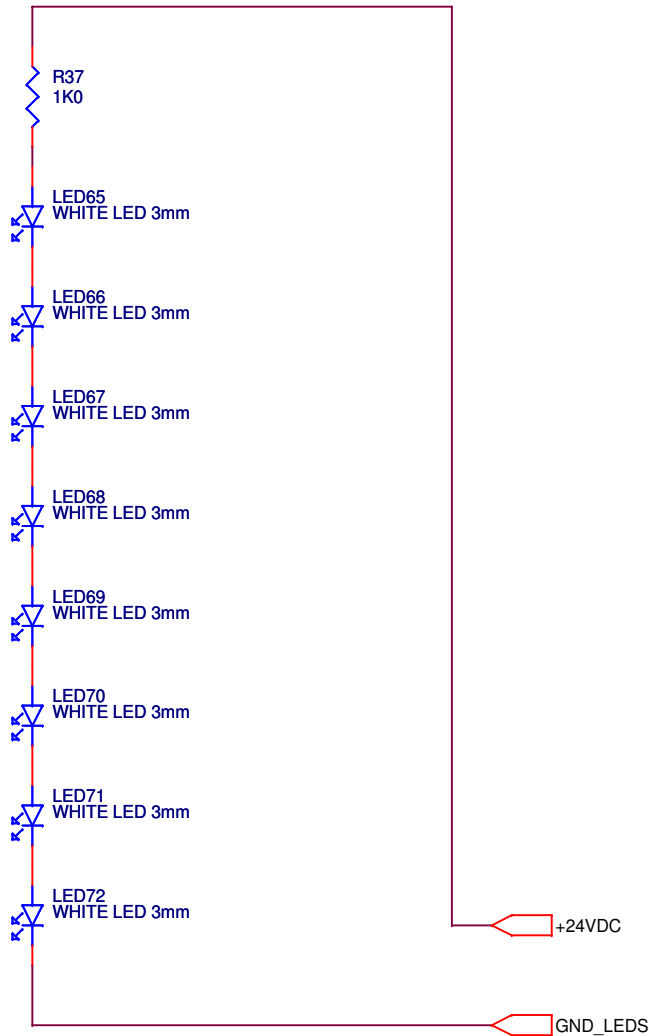 R37
1K0
LED65
WHITE LED 3mm
LED66
WHITE LED 3mm
LED67
WHITE LED 3mm
LED68
WHITE LED 3mm
LED69
WHITE LED 3mm
LED70
WHITE LED 3mm
LED71
WHITE LED 3mm
LED72
WHITE LED 3mm
+24VDC
GND_LEDS